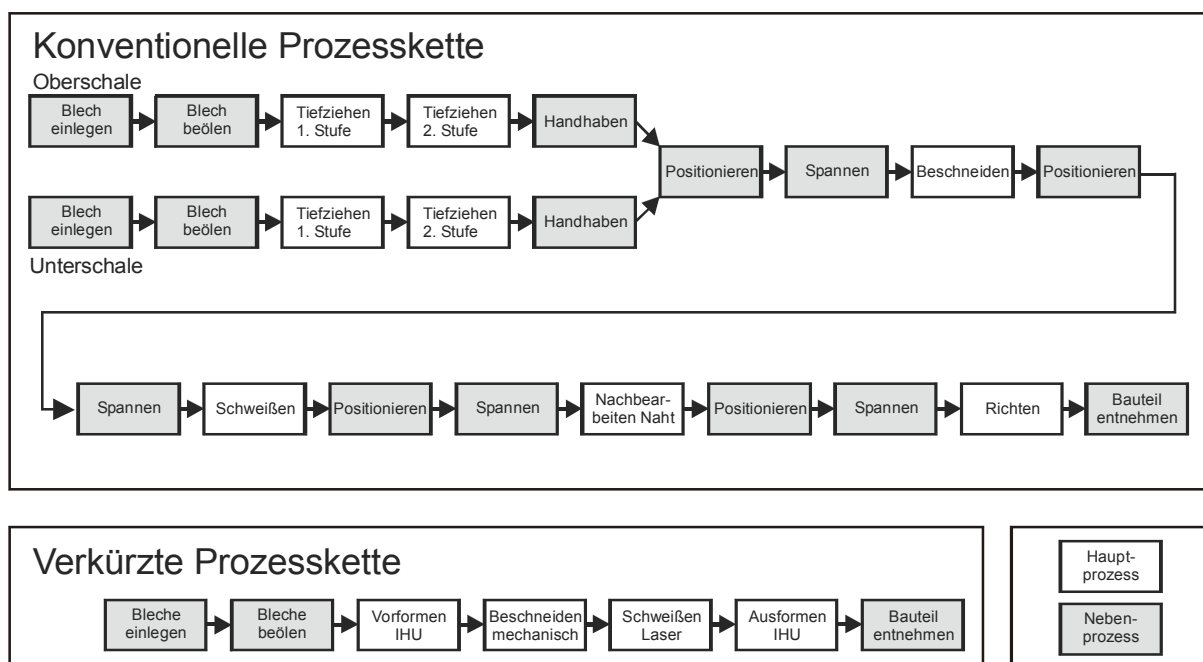 Konventionelle Prozesskette
Oberschale
Blech
einlegen
Blech
beölen
Tiefziehen
1. Stufe
Tiefziehen
2. Stufe
Handhaben
Blech
einlegen
Blech
beölen
Tiefziehen
1. Stufe
Tiefziehen
2. Stufe
Handhaben
Unterschale
Positionieren
Spannen
Beschneiden
Positionieren
Spannen
Schweißen
Positionieren
Spannen
Nachbear-
beiten Naht
Positionieren
Spannen
Richten
Bauteil
entnehmen
Verkürzte Prozesskette
Bleche
einlegen
Bleche
beölen
Vorformen
IHU
Beschneiden
mechanisch
Schweißen
Laser
Ausformen
IHU
Bauteil
entnehmen
Haupt-
prozess
Neben-
prozess